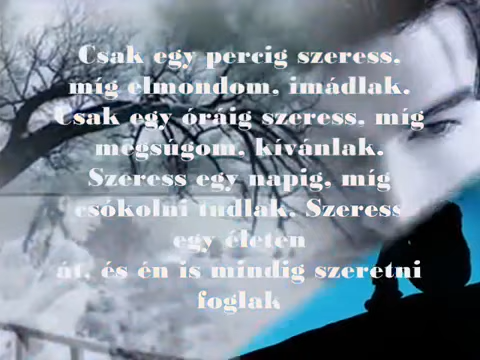 Csak egy percig szeress,
míg elmondom, imádlak.
Csak egy óráig szeress, míg
megsúgom, kívánlak.
Szeress egy napig, míg
csókolni tudlak. Szeress
egy életen
át, és én is mindig szeretni
foglak